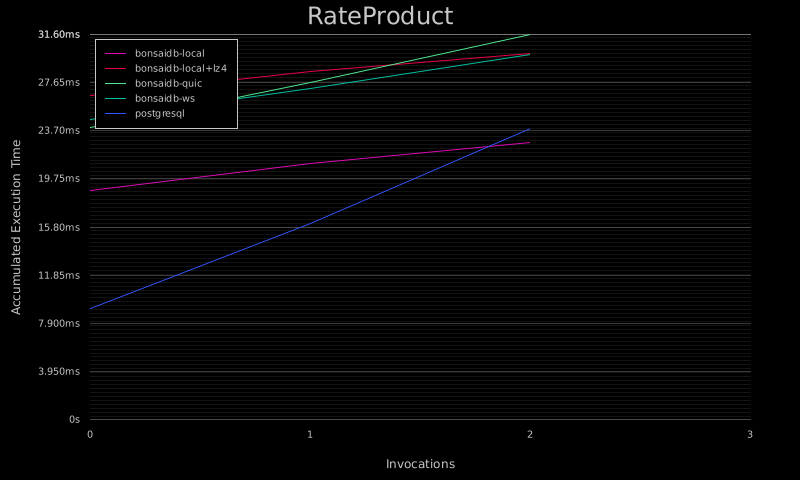 RateProduct
31.60ms
27.65ms
23.70ms
19.75ms
15.80ms
11.85ms
7.900ms
3.950ms
0s
Accumulated Execution Time
bonsaidb-local
bonsaidb-local+lz4
bonsaidb-quic
bonsaidb-ws
postgresql
0 1 2 3
Invocations